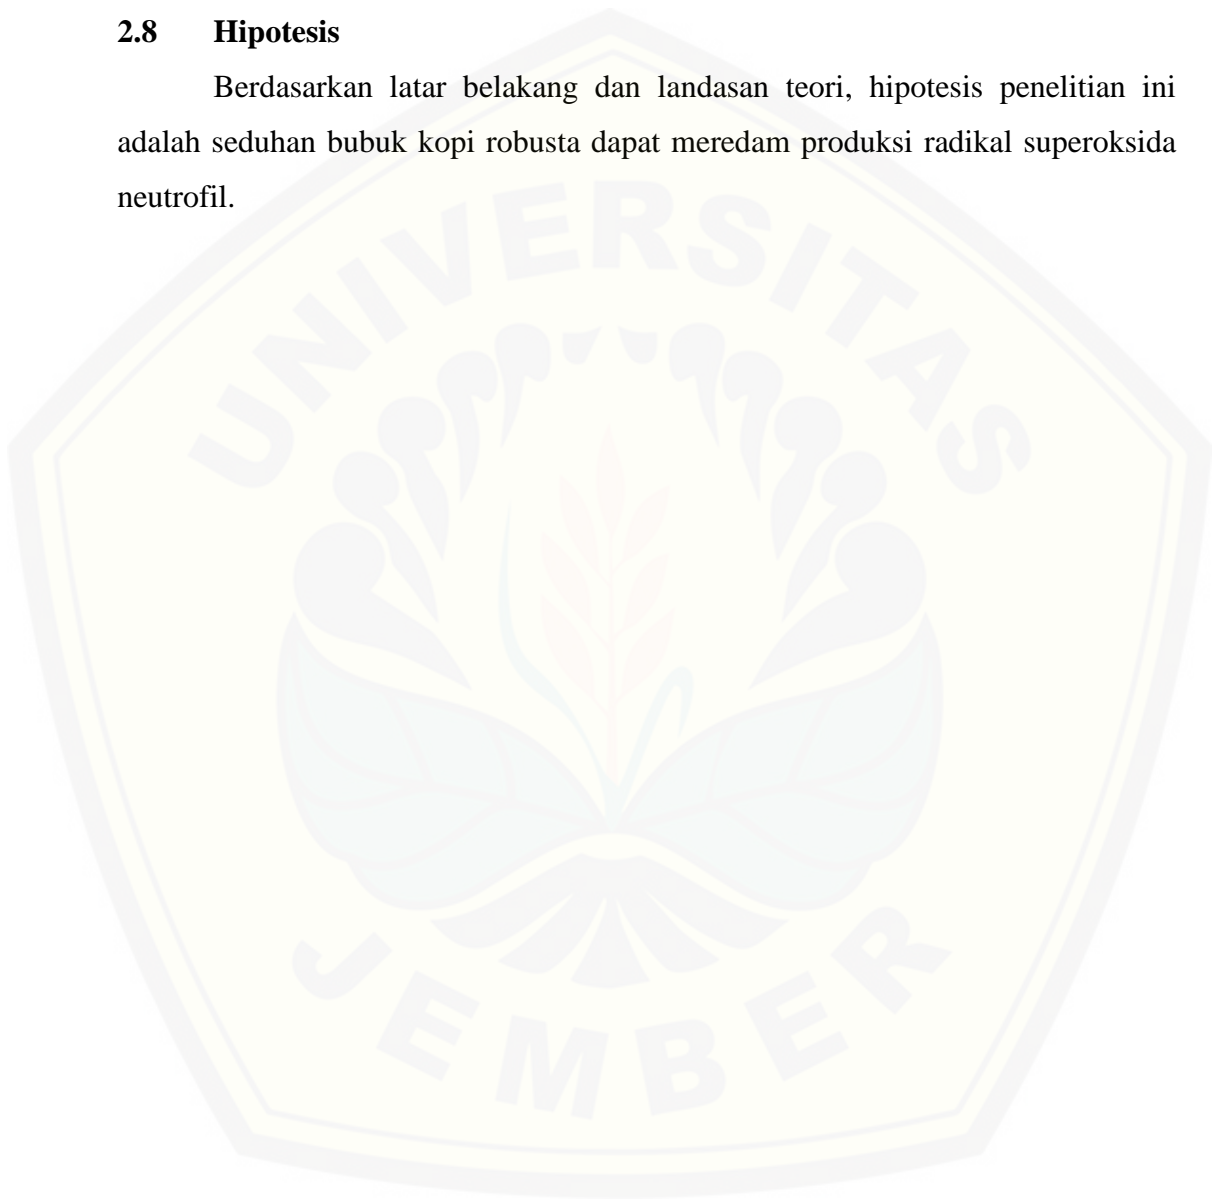 2.8 Hipotesis
Berdasarkan latar belakang dan landasan teori, hipotesis penelitian ini
adalah seduhan bubuk kopi robusta dapat meredam produksi radikal superoksida
neutrofil.
UNIVERSITAS
JEMBER